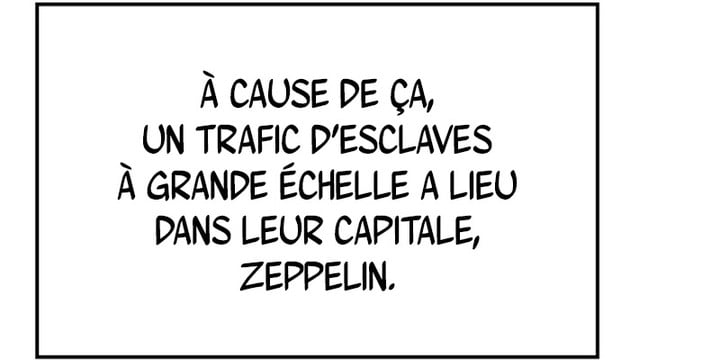 À CAUSE DE ÇA,
UN TRAFIC D'ESCLAVES
À GRANDE ÉCHELLE A LIEU
DANS LEUR CAPITALE,
ZEPPELIN.